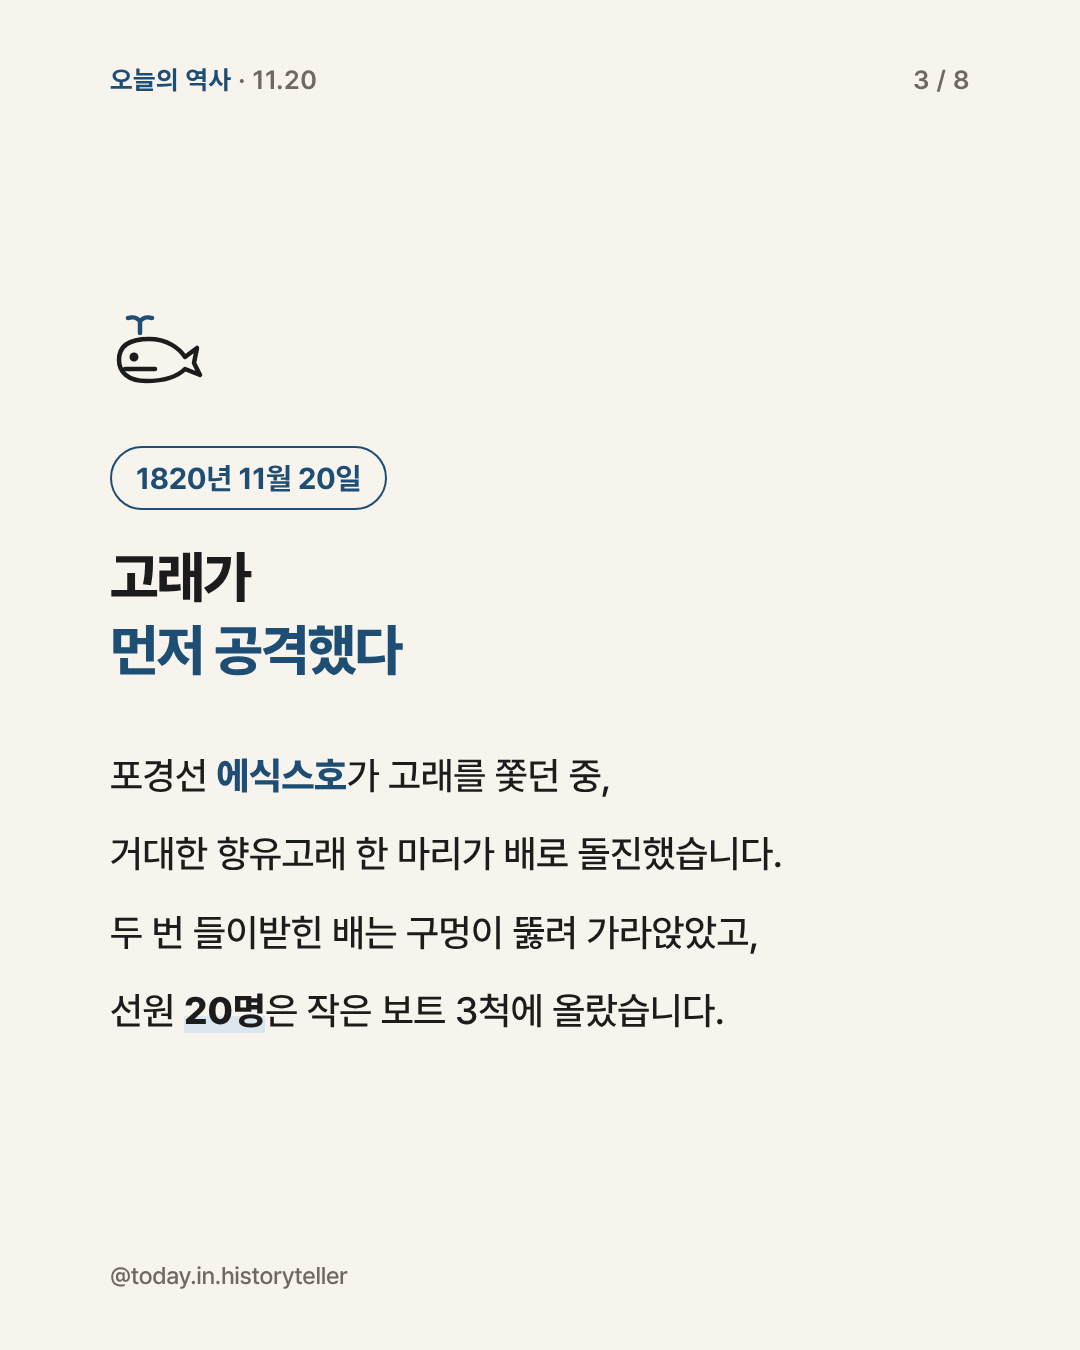 오늘의 역사 · 11.20
3 / 8
1820년 11월 20일
고래가
먼저 공격했다
포경선 에식스호가 고래를 쫓던 중,
거대한 향유고래 한 마리가 배로 돌진했습니다.
두 번 들이받힌 배는 구멍이 뚫려 가라앉았고,
선원 20명은 작은 보트 3척에 올랐습니다.
@today.in.historyteller